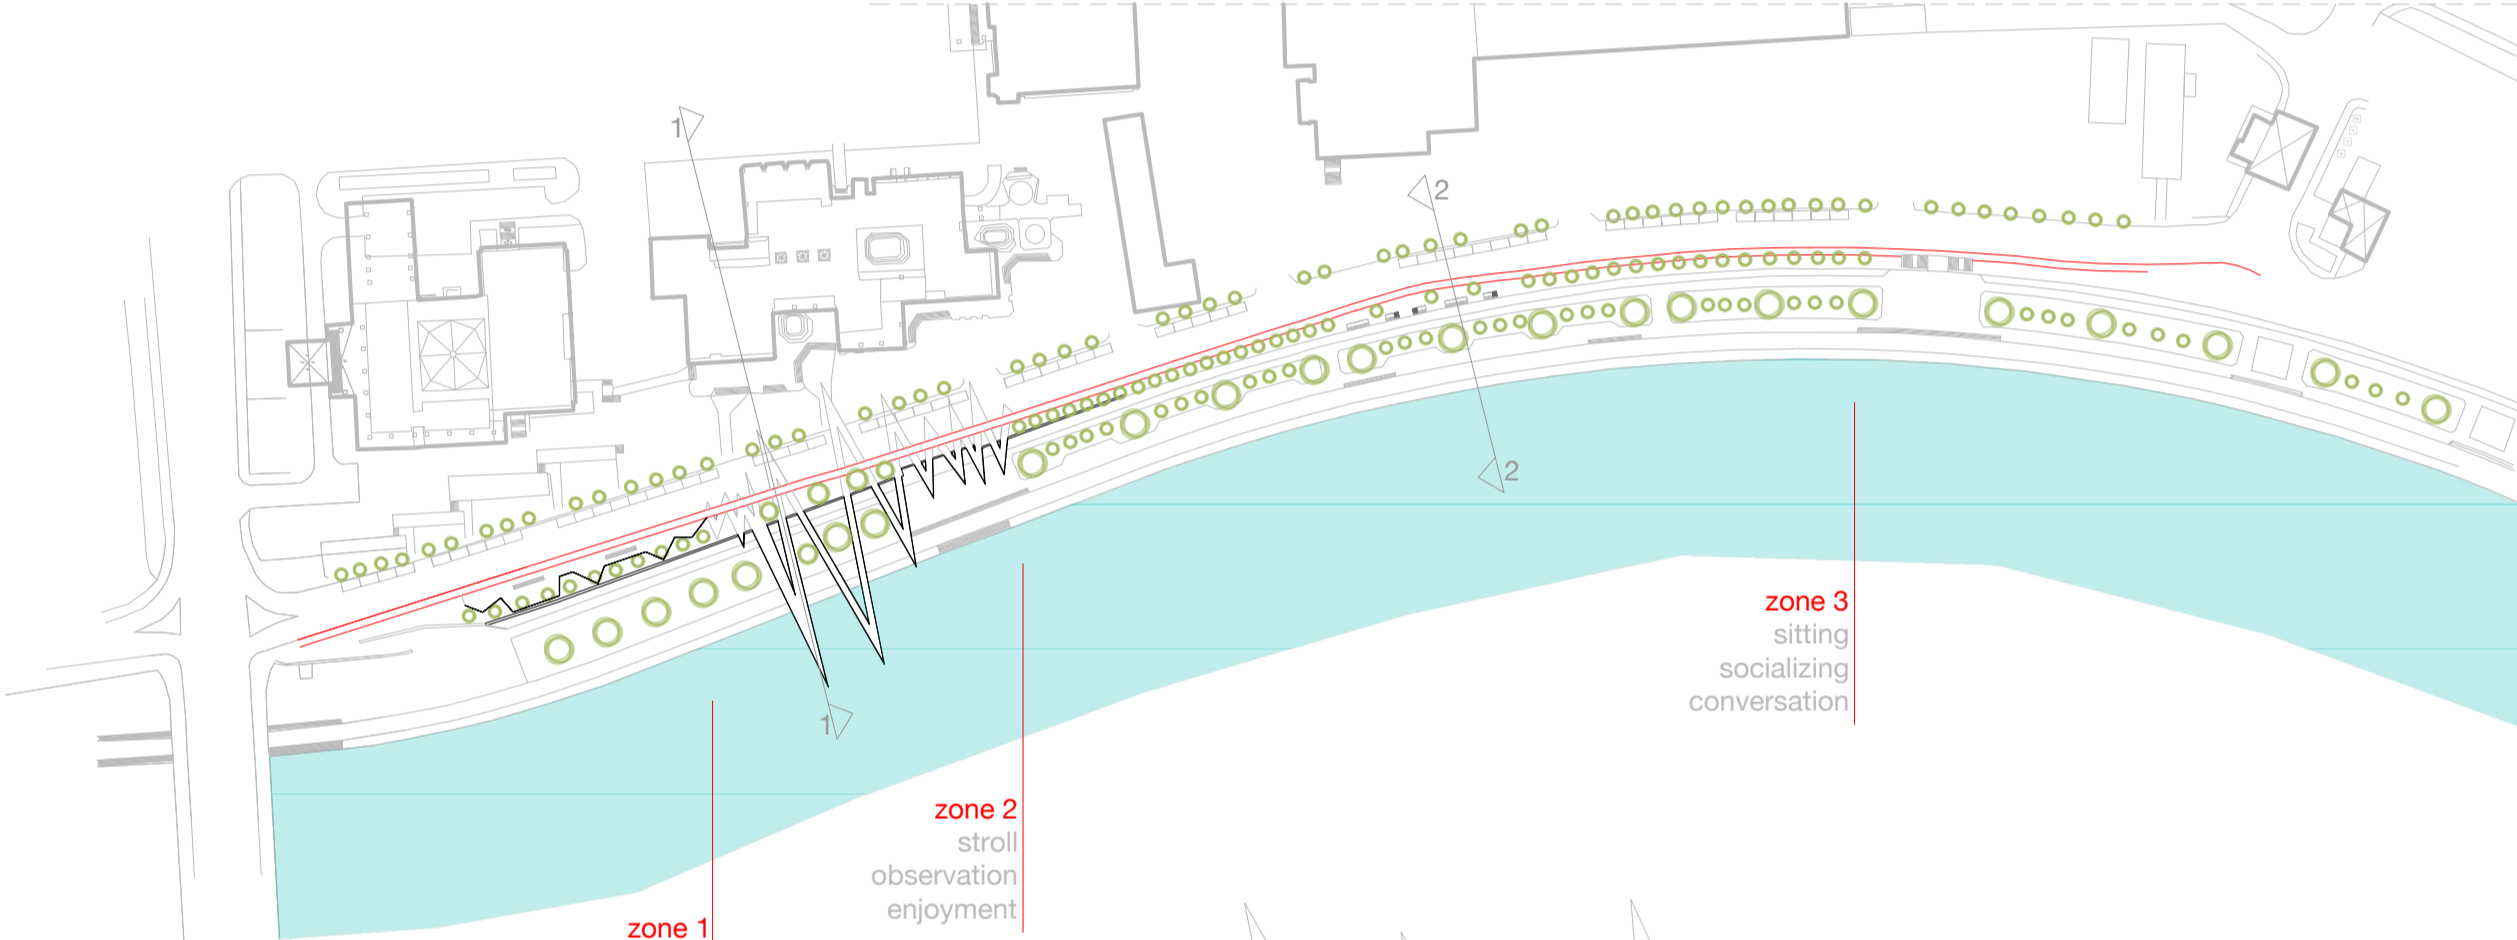 1
2
2
zone 3
sitting
socializing
conversation
1
zone 2
stroll
observation
enjoyment
zone 1